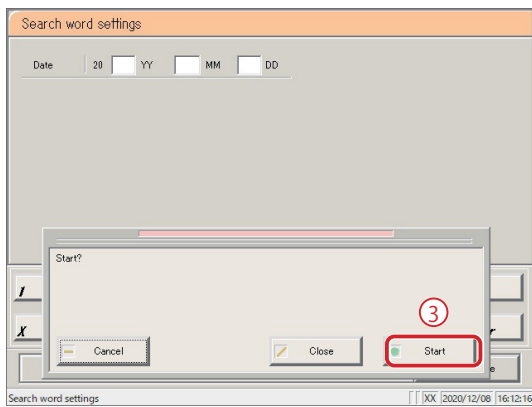 Search word settings
Date 20 YY MM DD
Start?
1
③
X r
Cancel Close Start
e
Search word settings XX 2020/12/08 16:12:16